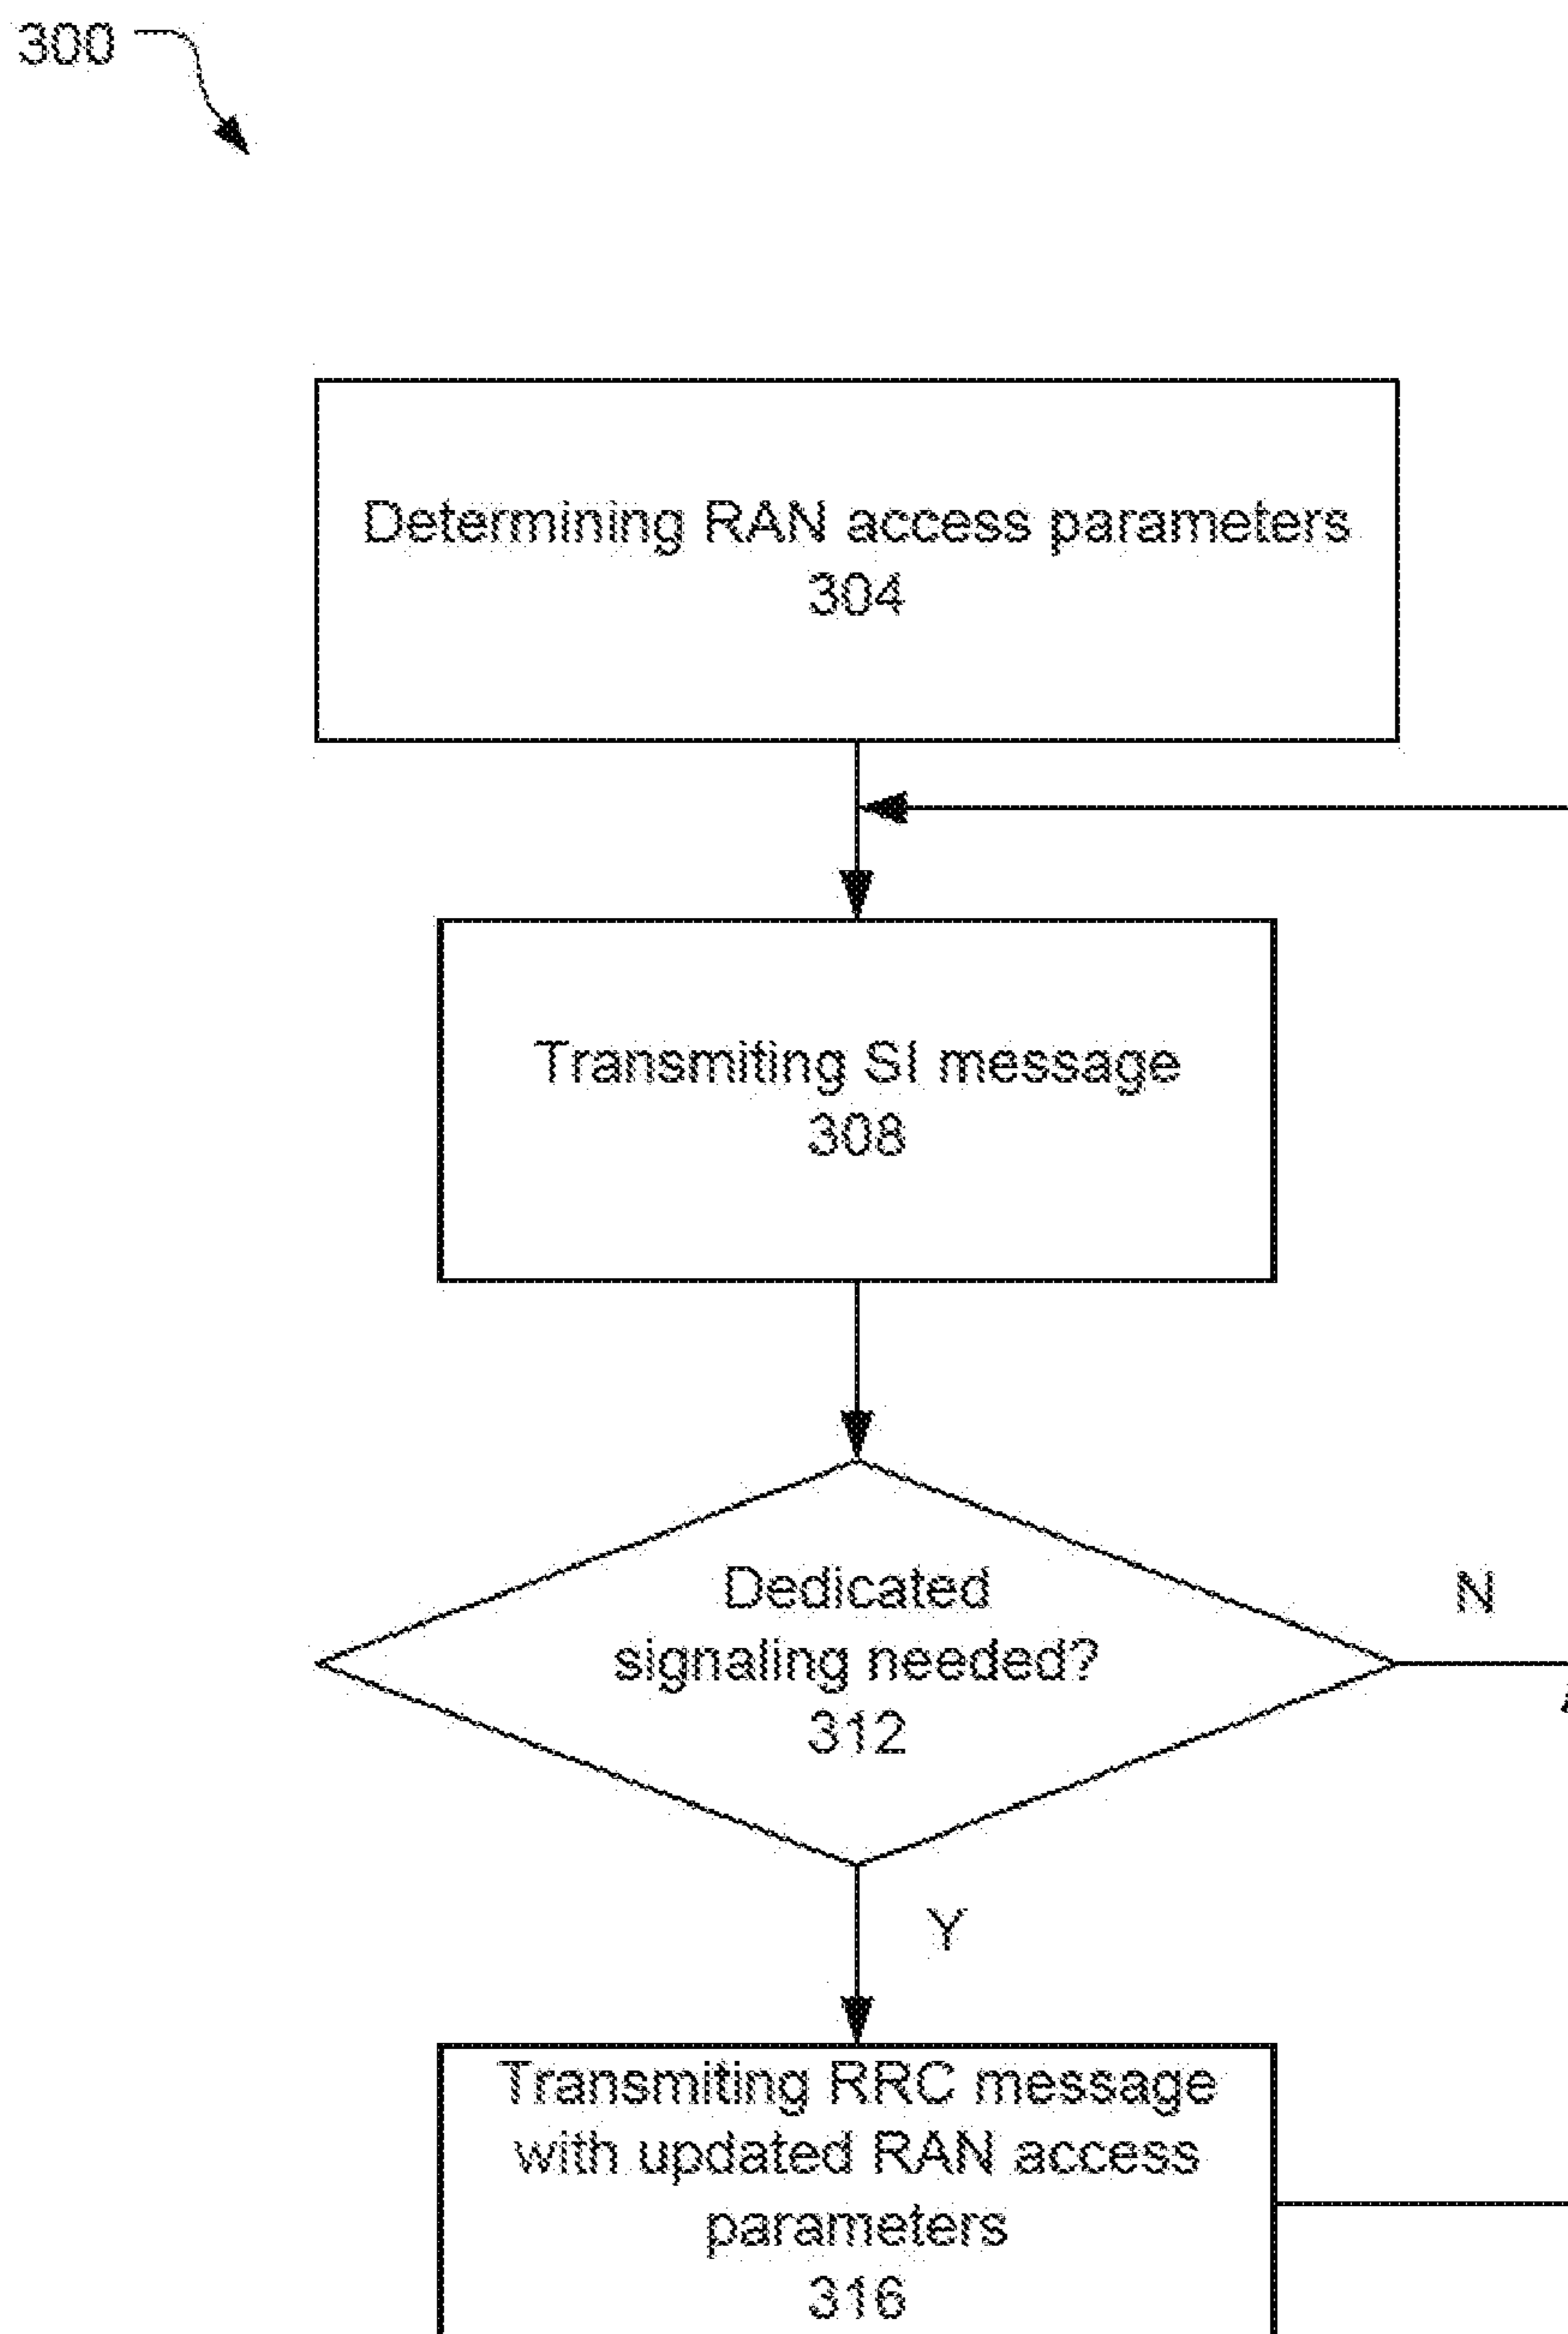 300
Determining RAN access parameters
304
Transmiting SI message
308
Dedicated
signaling needed?
312
N
Y
Transmiting RRC message
with updated RAN access
parameters
316